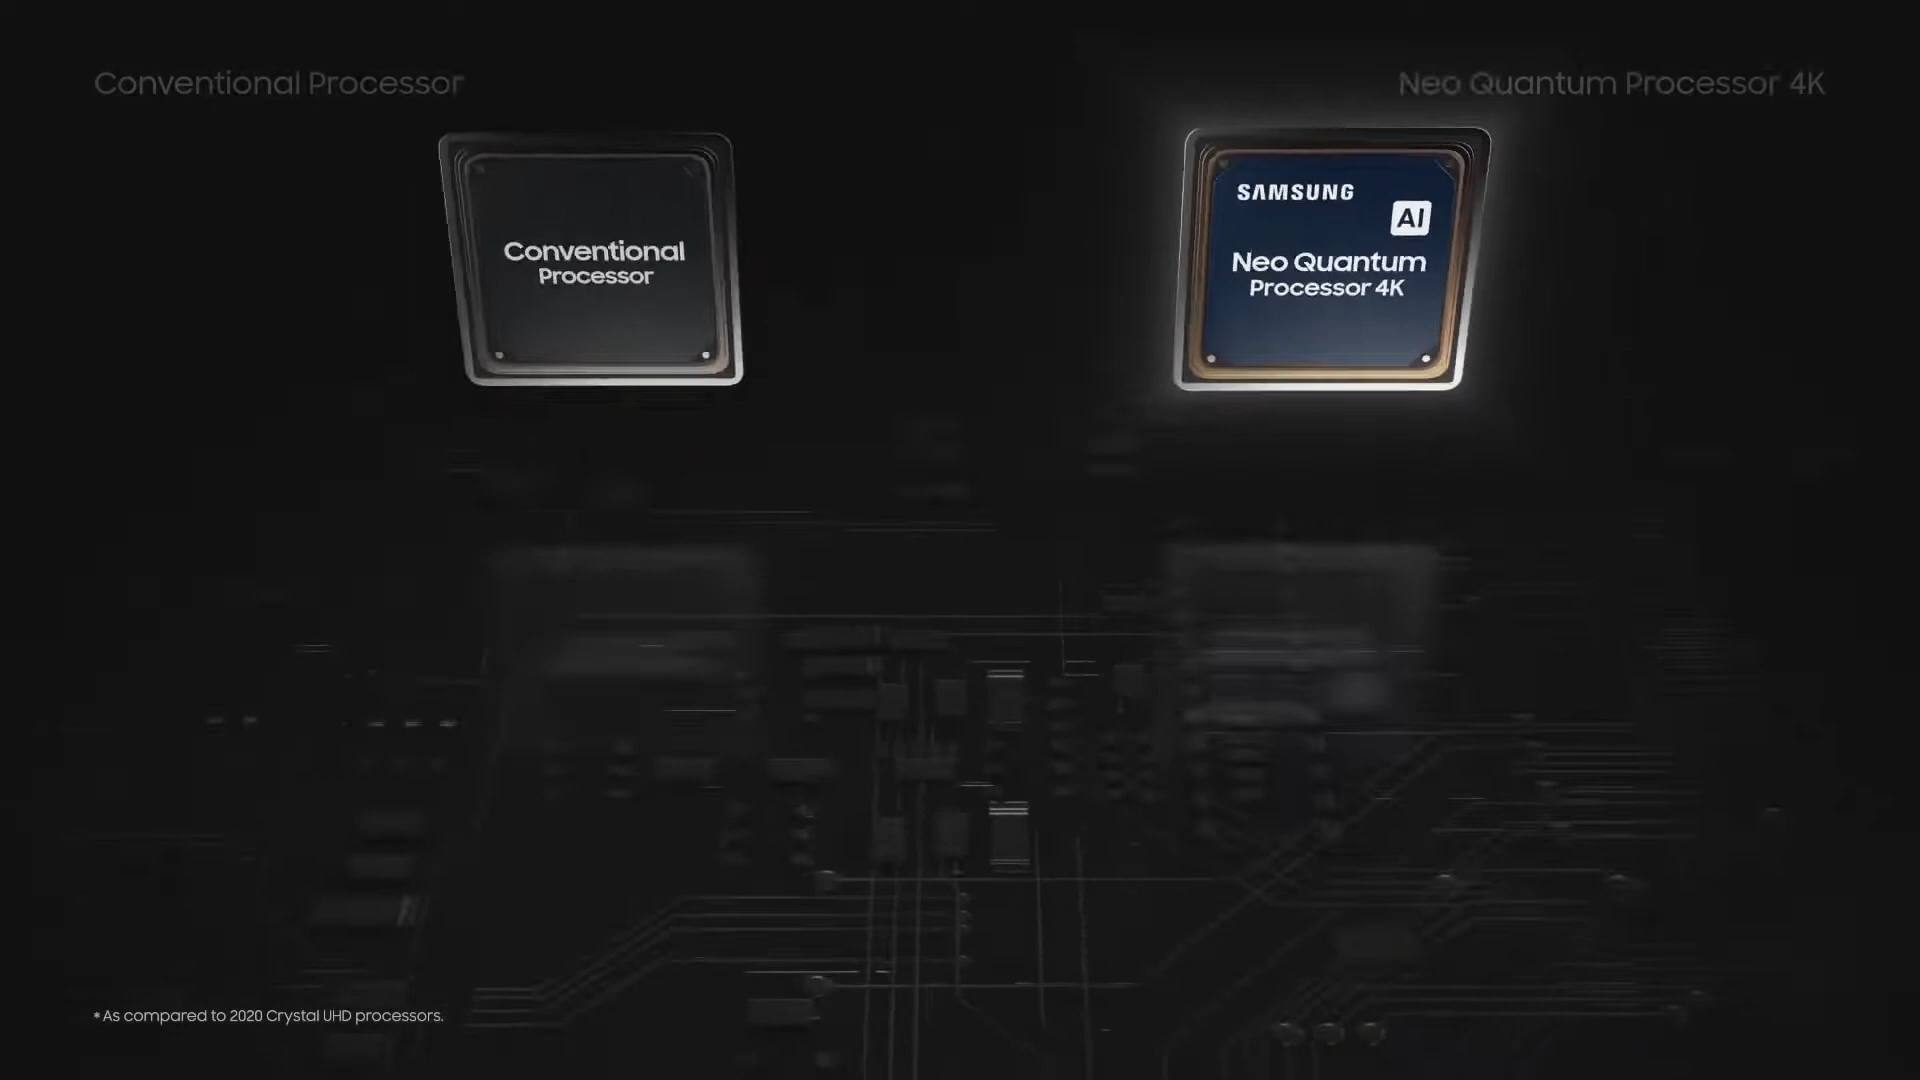 Conventional Processor
Neo Quantum Processor 4K
Conventional
Processor
SAMSUNG
AI
Neo Quantum
Processor 4K
*As compared to 2020 Crystal UHD processors.